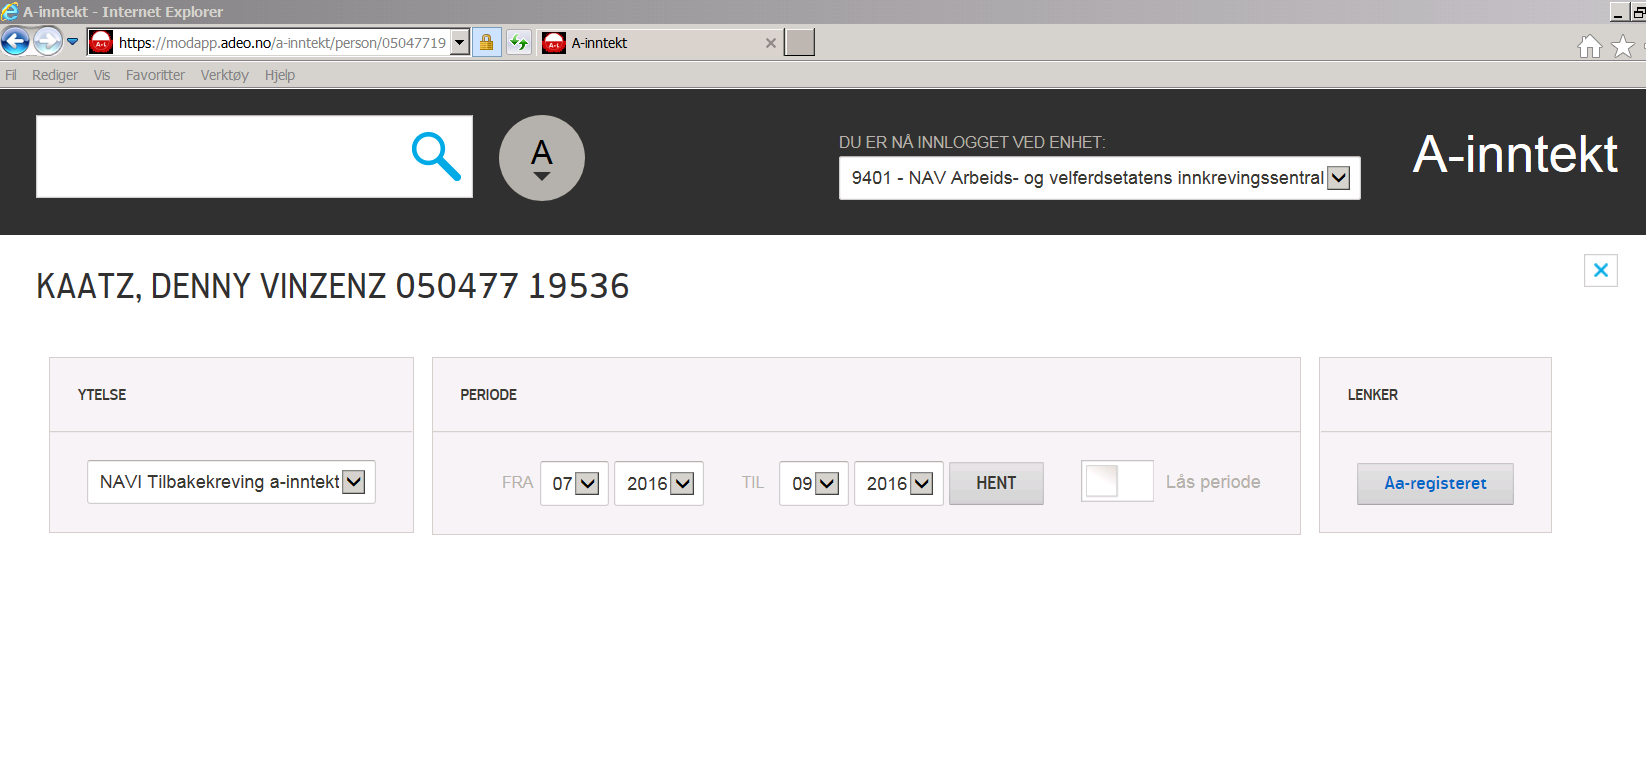 A-inntekt - Internet Explorer
https://modapp.adeo.no/a-inntekt/person/05047719
A-inntekt
Fil Rediger Vis Favoritter Verktøy Hjelp
A
DU ER NÅ INNLOGGET VED ENHET:
9401 - NAV Arbeids- og velferdsetatens innkrevingssentral
A-inntekt
KAATZ, DENNY VINZENZ 050477 19536
YTELSE
PERIODE
LENKER
NAVI Tilbakekreving a-inntekt
FRA 07 2016 TIL 09 2016 HENT Lås periode
Aa-registeret